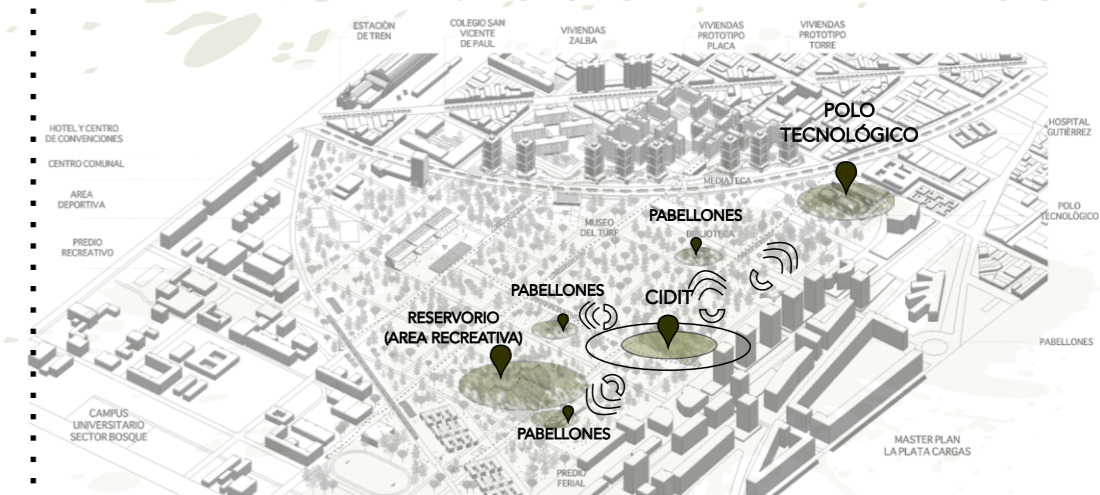 ESTACIÓN
DE TREN
COLEGIO SAN
VICENTE
DE PAUL
VIVIENDAS
ZALBA
VIVIENDAS
PROTOTIPO
PLACA
VIVIENDAS
PROTOTIPO
TORRE
POLO
TECNOLÓGICO
HOSPITAL
GUTIÉRREZ
HOTEL Y CENTRO
DE CONVENCIONES
CENTRO COMUNAL
MEDIATECA
AREA
DEPORTIVA
POLO
TECNOLÓGICO
PABELLONES
MUSEO
DEL TURF
BIBLIOTECA
PREDIO
RECREATIVO
PABELLONES
CIDIT
RESERVORIO
(AREA RECREATIVA)
PABELLONES
CAMPUS
UNIVERSITARIO
SECTOR BOSQUE
PABELLONES
MASTER PLAN
LA PLATA CARGAS
PREDIO
FERIAL